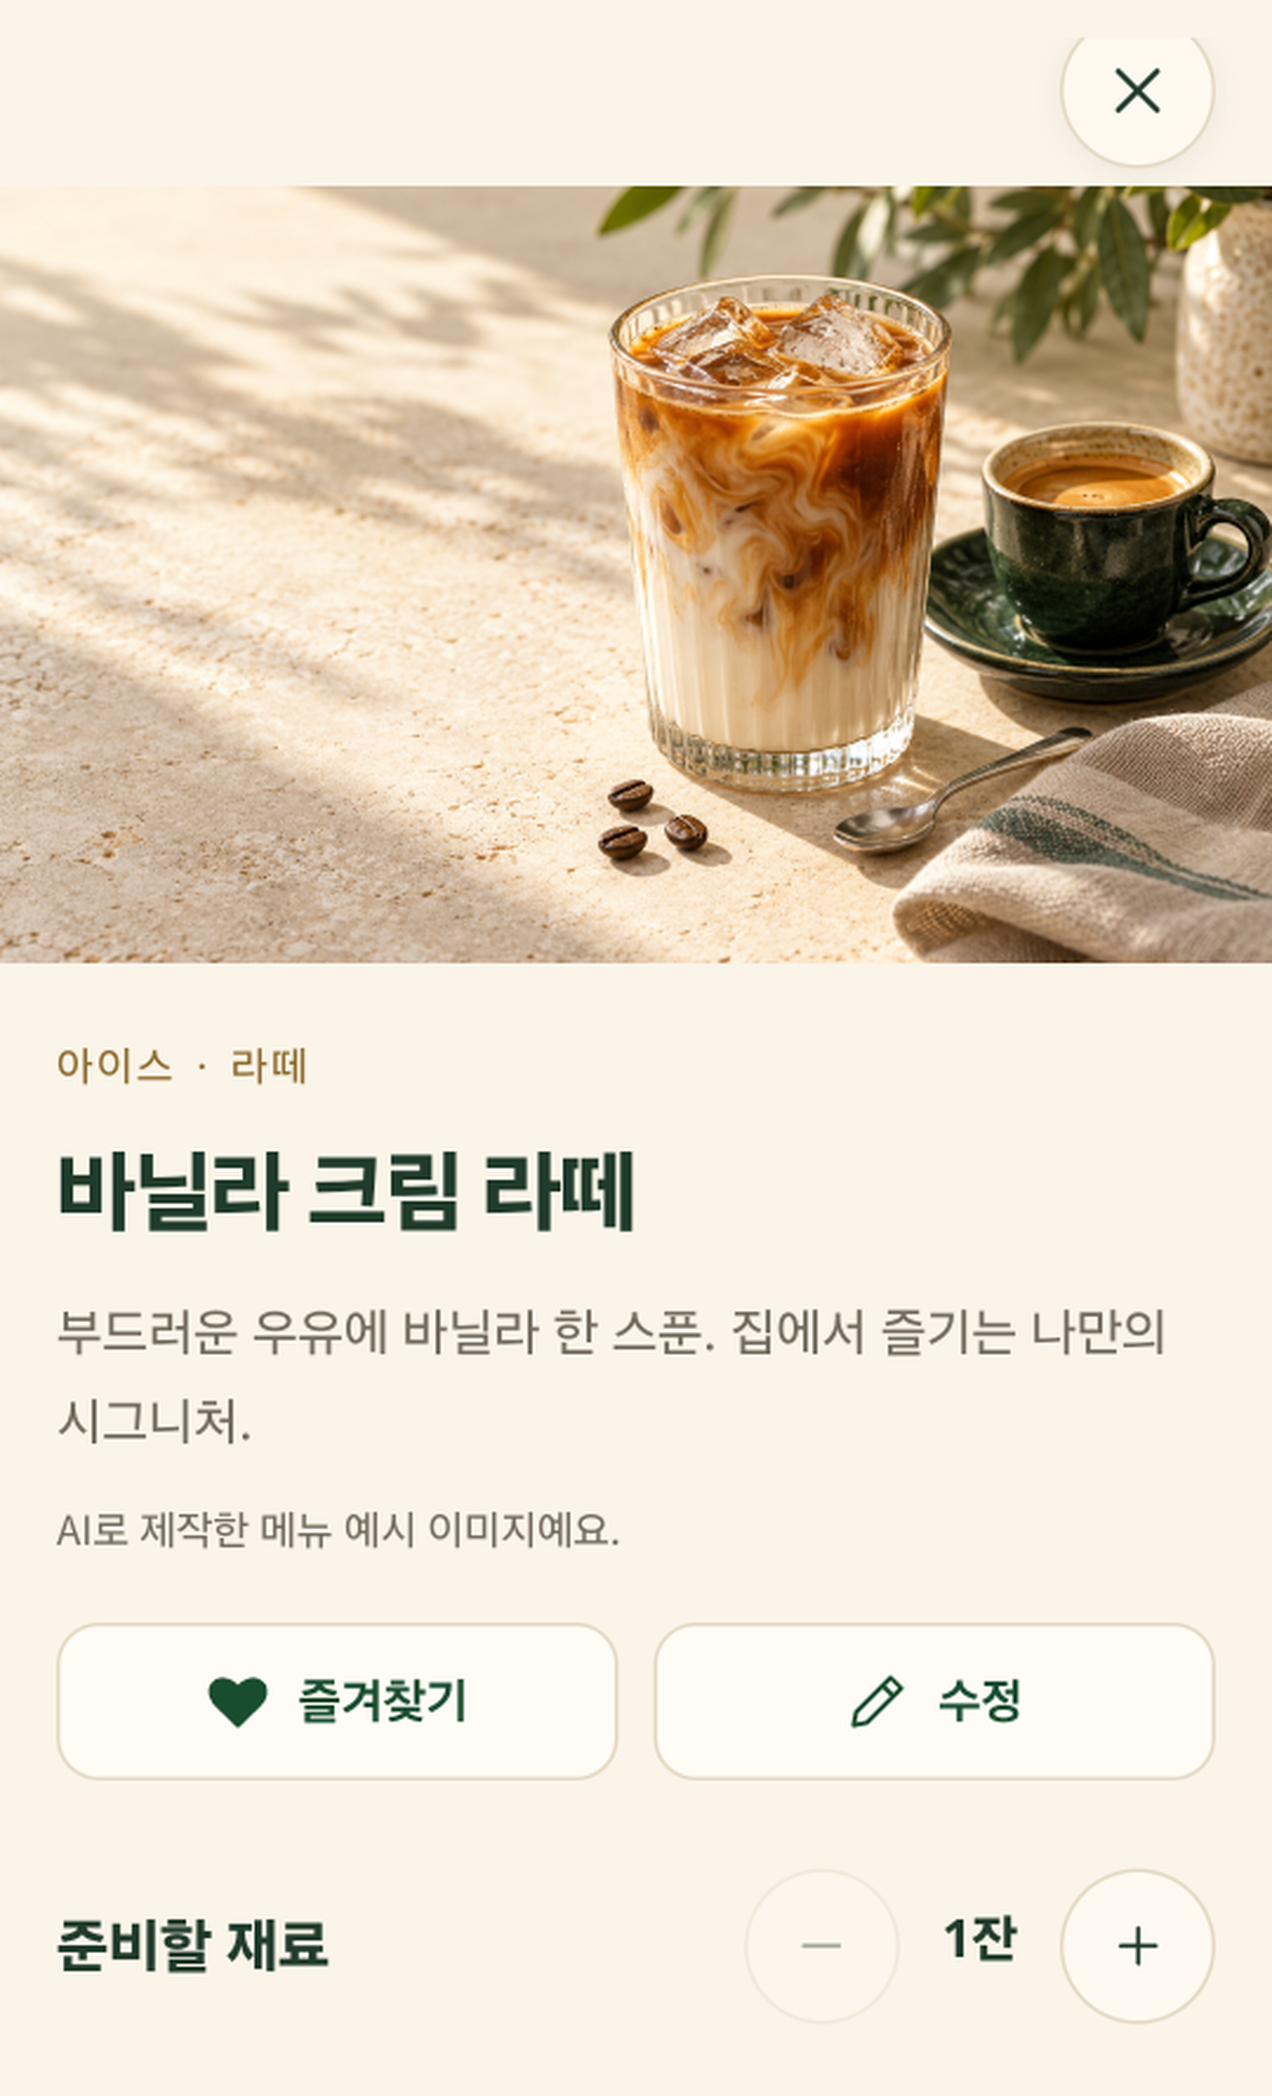 아이스 · 라떼
바닐라 크림 라떼
부드러운 우유에 바닐라 한 스푼. 집에서 즐기는 나만의
시그니처.
AI로 제작한 메뉴 예시 이미지예요.
즐겨찾기
수정
준비할 재료
1잔